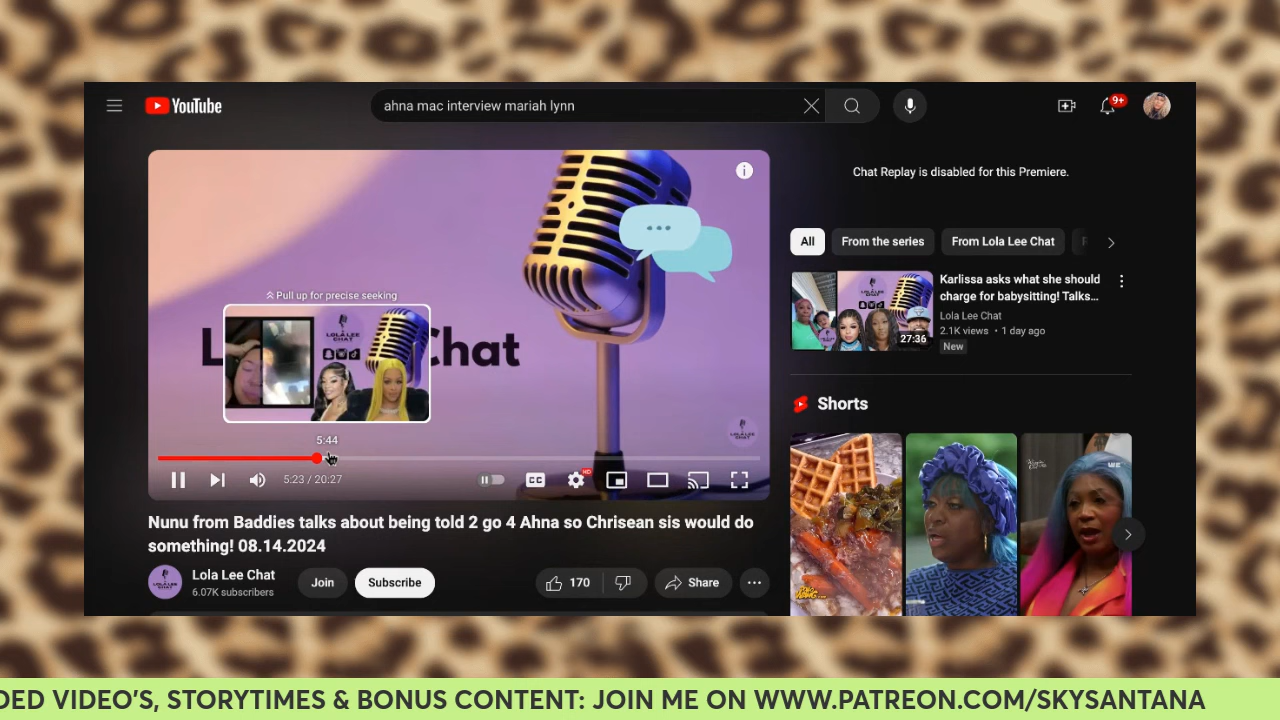 YouTube
ahna mac interview mariah lynn
9+
Chat Replay is disabled for this Premiere.
All
From the series
From Lola Lee Chat
Karlissa asks what she should
charge for babysitting! Talks...
Lola Lee Chat
2.1K views • 1 day ago
New
27:36
Pull up for precise seeking
L
Chat
LOLA LEE
CHAT
5:44
5:23 / 20:27
CC
HD
Shorts
Nunu from Baddies talks about being told 2 go 4 Ahna so Chrisean sis would do
something! 08.14.2024
Lola Lee Chat
6.07K subscribers
Join
Subscribe
170
Share
DED VIDEO'S, STORYTIMES & BONUS CONTENT: JOIN ME ON WWW.PATREON.COM/SKYSANTANA